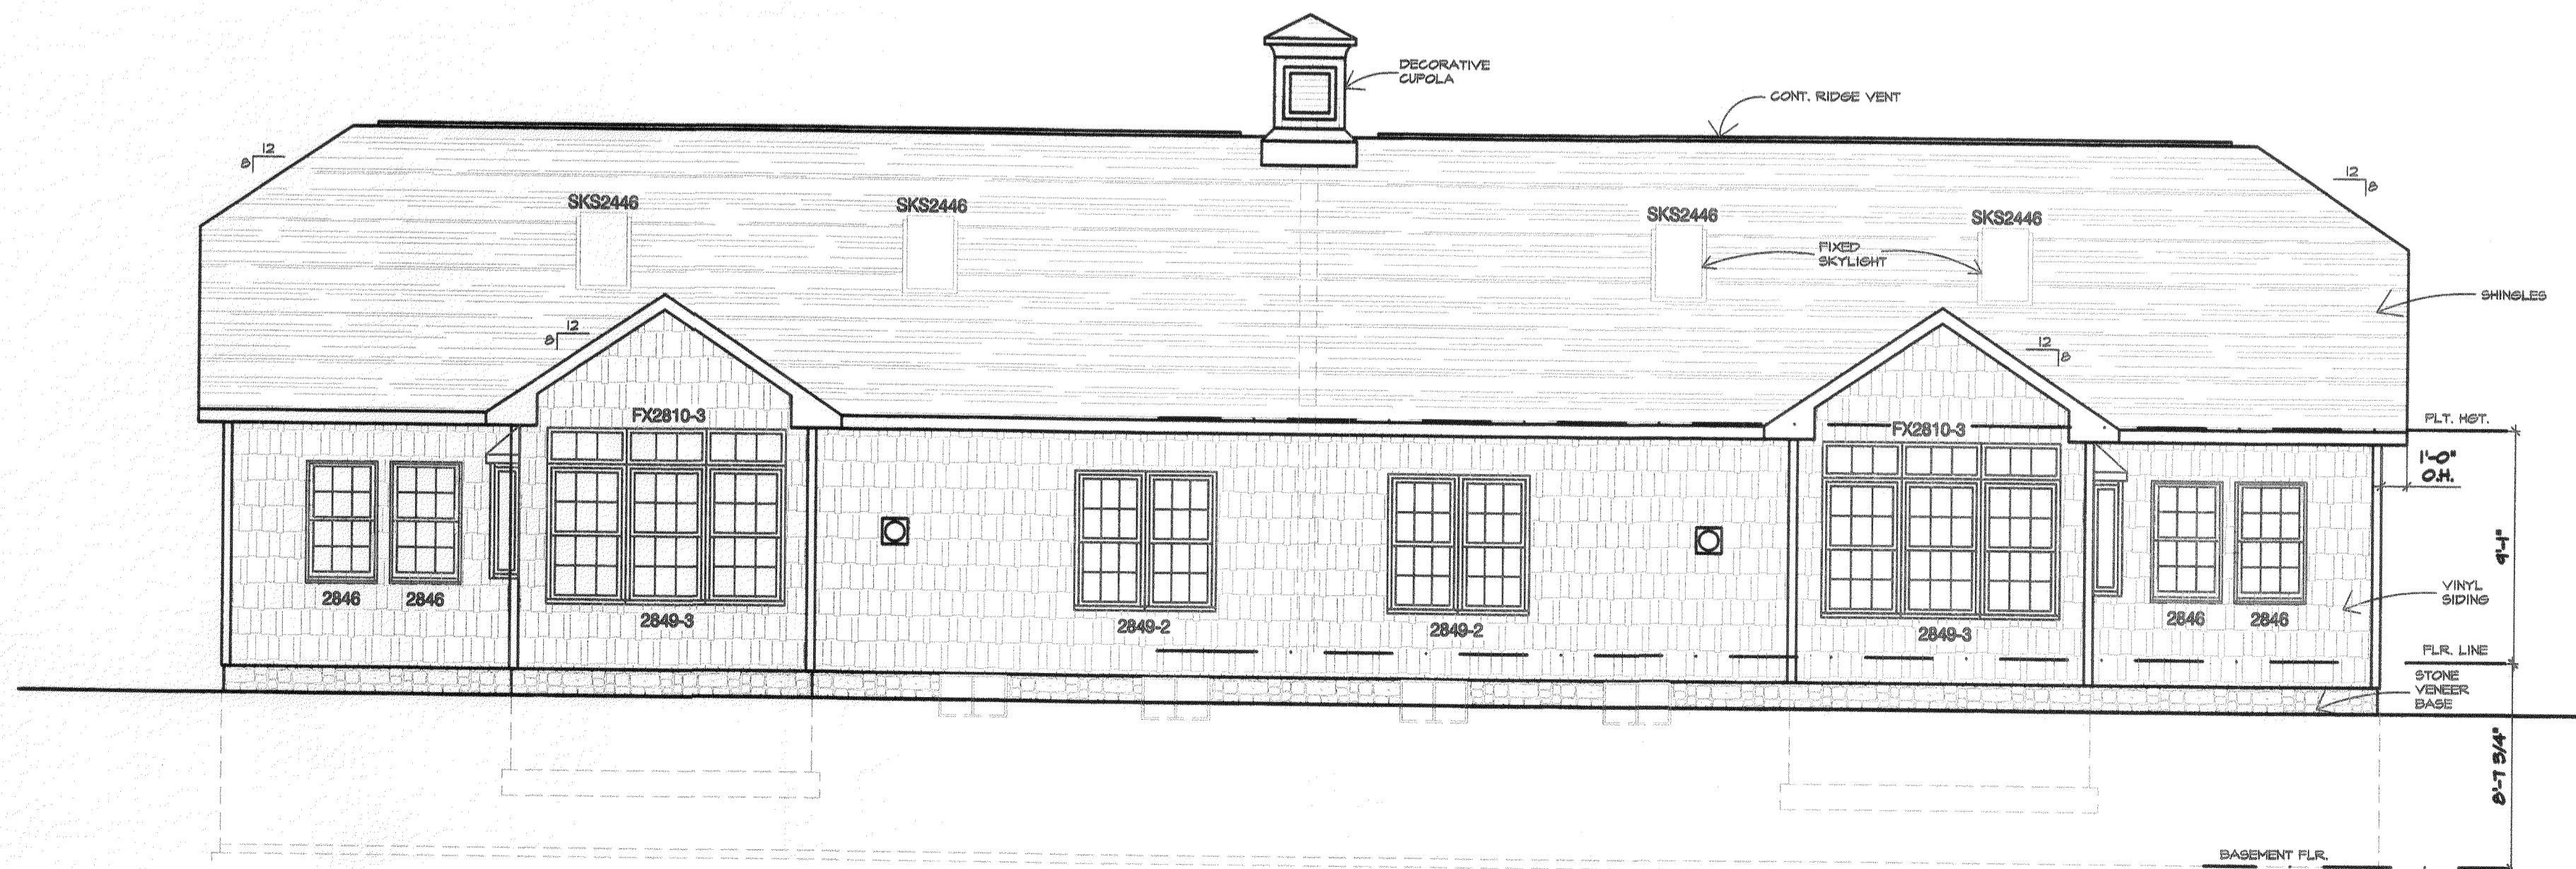 DECORATIVE
CUPOLA
CONT. RIDGE VENT
12
8
12
8
SKS2446
SKS2446
SKS2446
SKS2446
FIXED
SKYLIGHT
SHINGLES
12
8
12
8
FX2810-3
FX2810-3
PLT. HGT.
1'-0"
O.H.
9'-1"
VINYL
SIDING
2846
2846
2849-3
2849-2
2849-2
2849-3
2846
2846
FLR. LINE
STONE
VENEER
BASE
8'-7 3/4"
BASEMENT FLR.